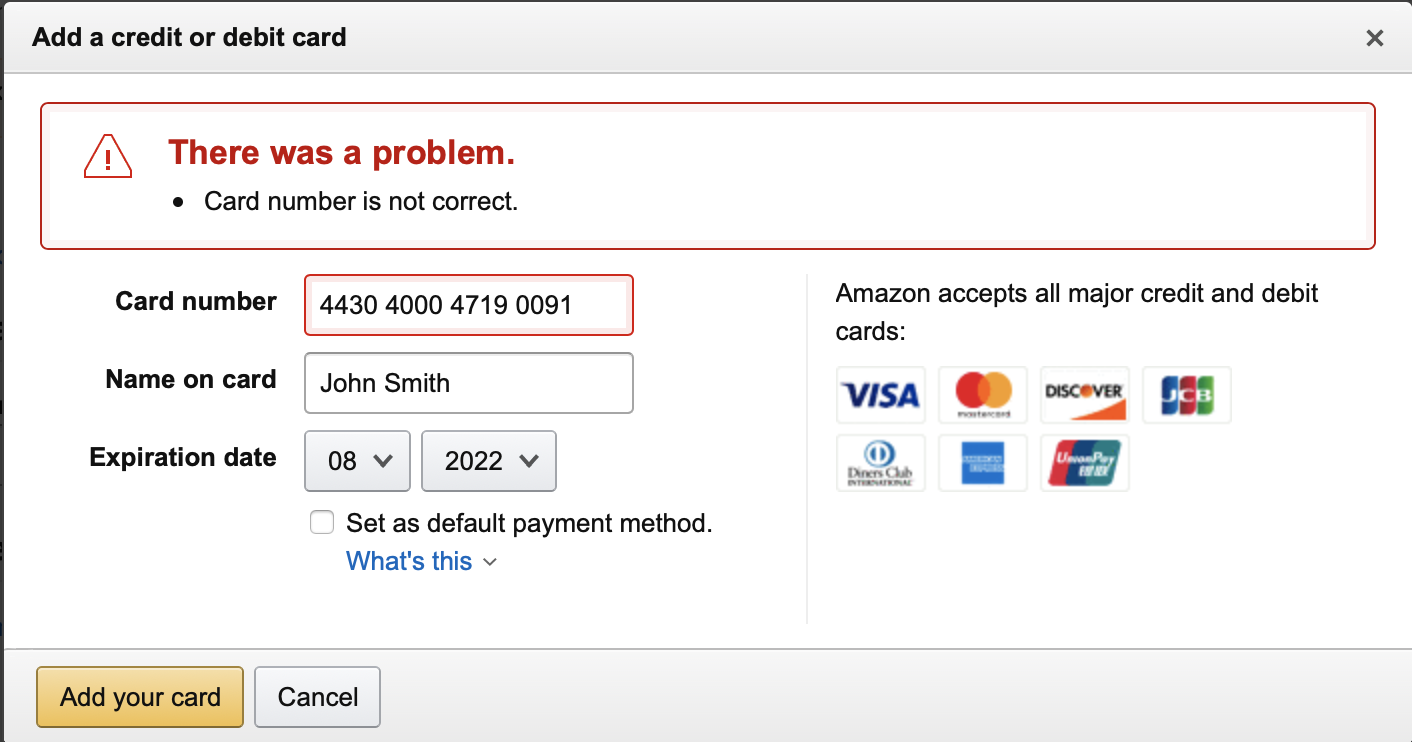 Add a credit or debit card
There was a problem.
Card number is not correct.
Card number
4430 4000 4719 0091
Name on card
John Smith
Expiration date
08
2022
Set as default payment method.
What's this
Amazon accepts all major credit and debit
cards:
VISA
mastercard
DISCOVER
JCB
Diners Club
INTERNATIONAL
AMERICAN
EXPRESS
UnionPay
银联
Add your card
Cancel